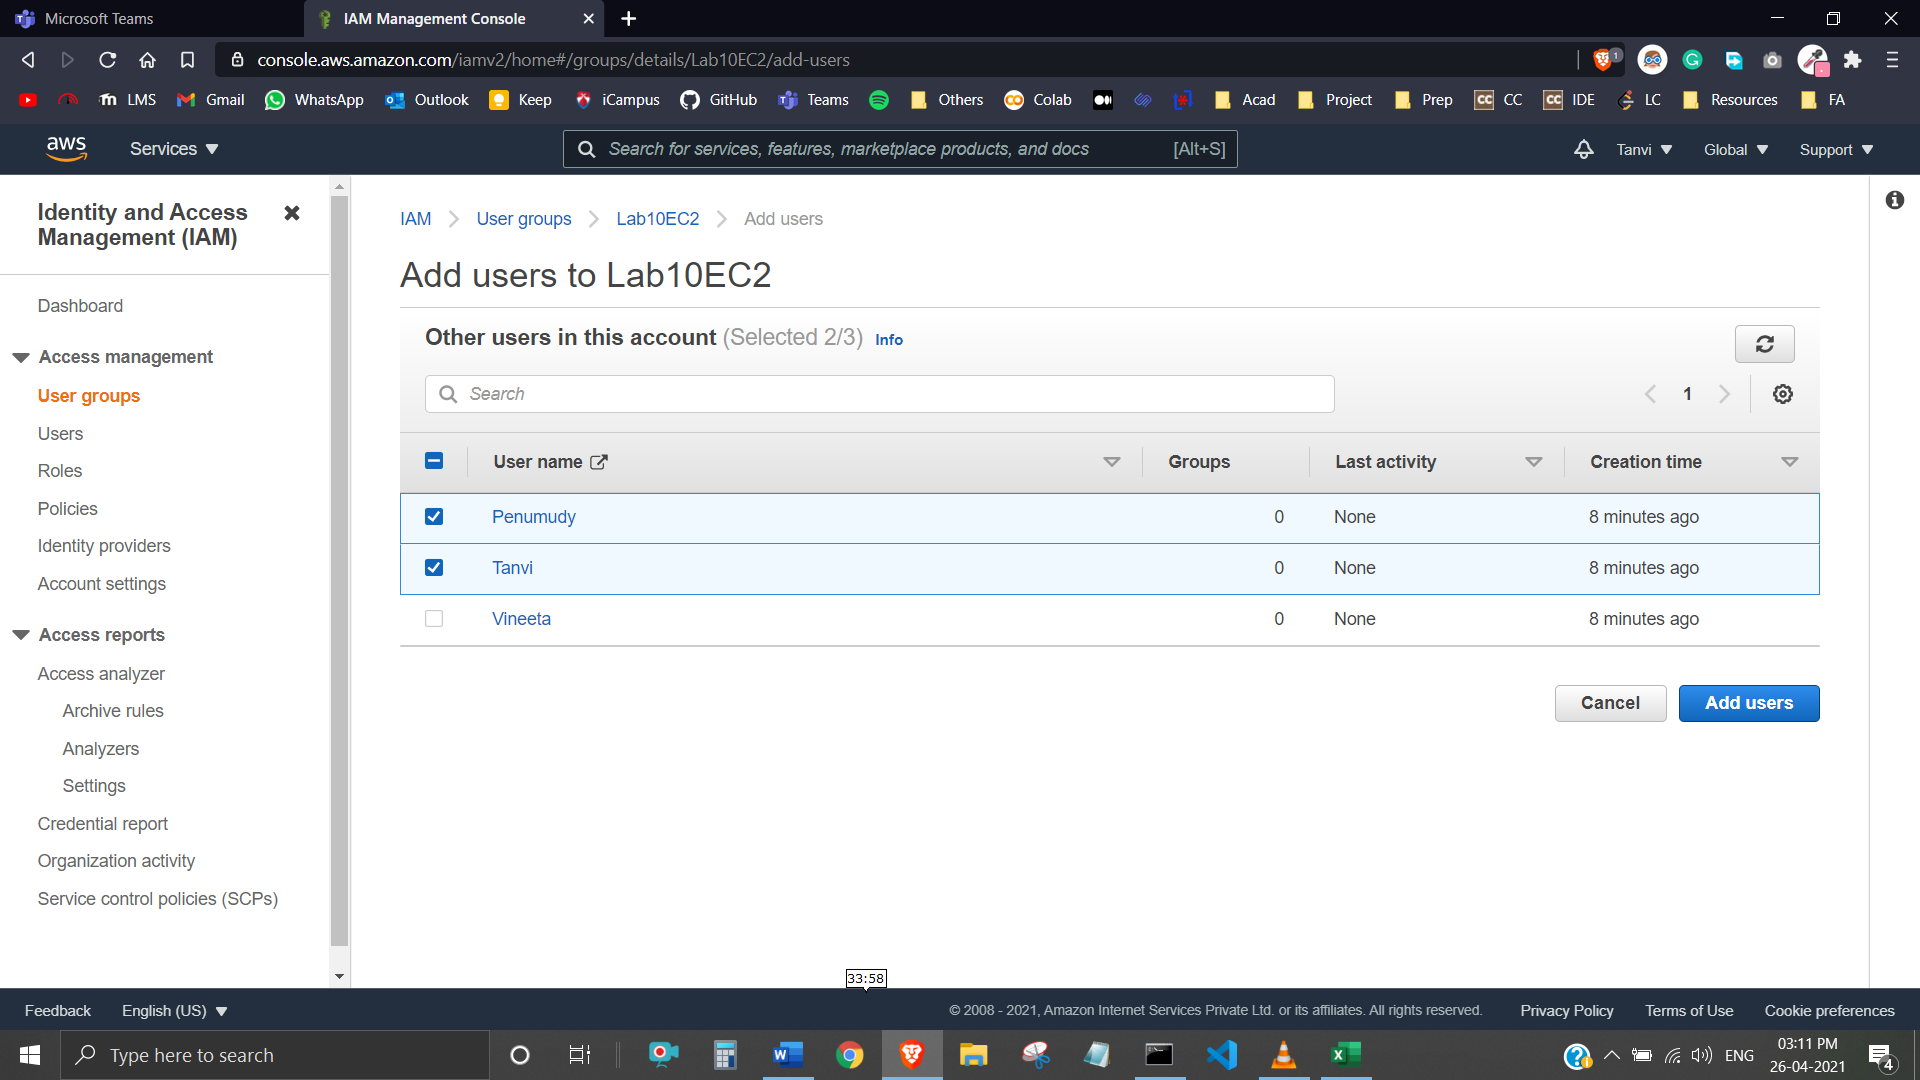 Microsoft Teams
IAM Management Console
console.aws.amazon.com/iamv2/home#/groups/details/Lab10EC2/add-users
1
LMS
Gmail
WhatsApp
Outlook
Keep
iCampus
GitHub
Teams
Others
Colab
Acad
Project
Prep
CC CC
CC IDE
LC
Resources
FA
aws
Services
Search for services, features, marketplace products, and docs [Alt+S]
Tanvi
Global
Support
Identity and Access
Management (IAM)
Dashboard
Access management
User groups
Users
Roles
Policies
Identity providers
Account settings
Access reports
Access analyzer
Archive rules
Analyzers
Settings
Credential report
Organization activity
Service control policies (SCPs)
IAM
User groups
Lab10EC2
Add users
Add users to Lab10EC2
Other users in this account (Selected 2/3) Info
Search
1
User name Groups Last activity Creation time
Penumudy 0 None 8 minutes ago
Tanvi 0 None 8 minutes ago
Vineeta 0 None 8 minutes ago
Cancel
Add users
33:58
Feedback
English (US)
© 2008 - 2021, Amazon Internet Services Private Ltd. or its affiliates. All rights reserved.
Privacy Policy
Terms of Use
Cookie preferences
Type here to search
ENG
03:11 PM
26-04-2021
4